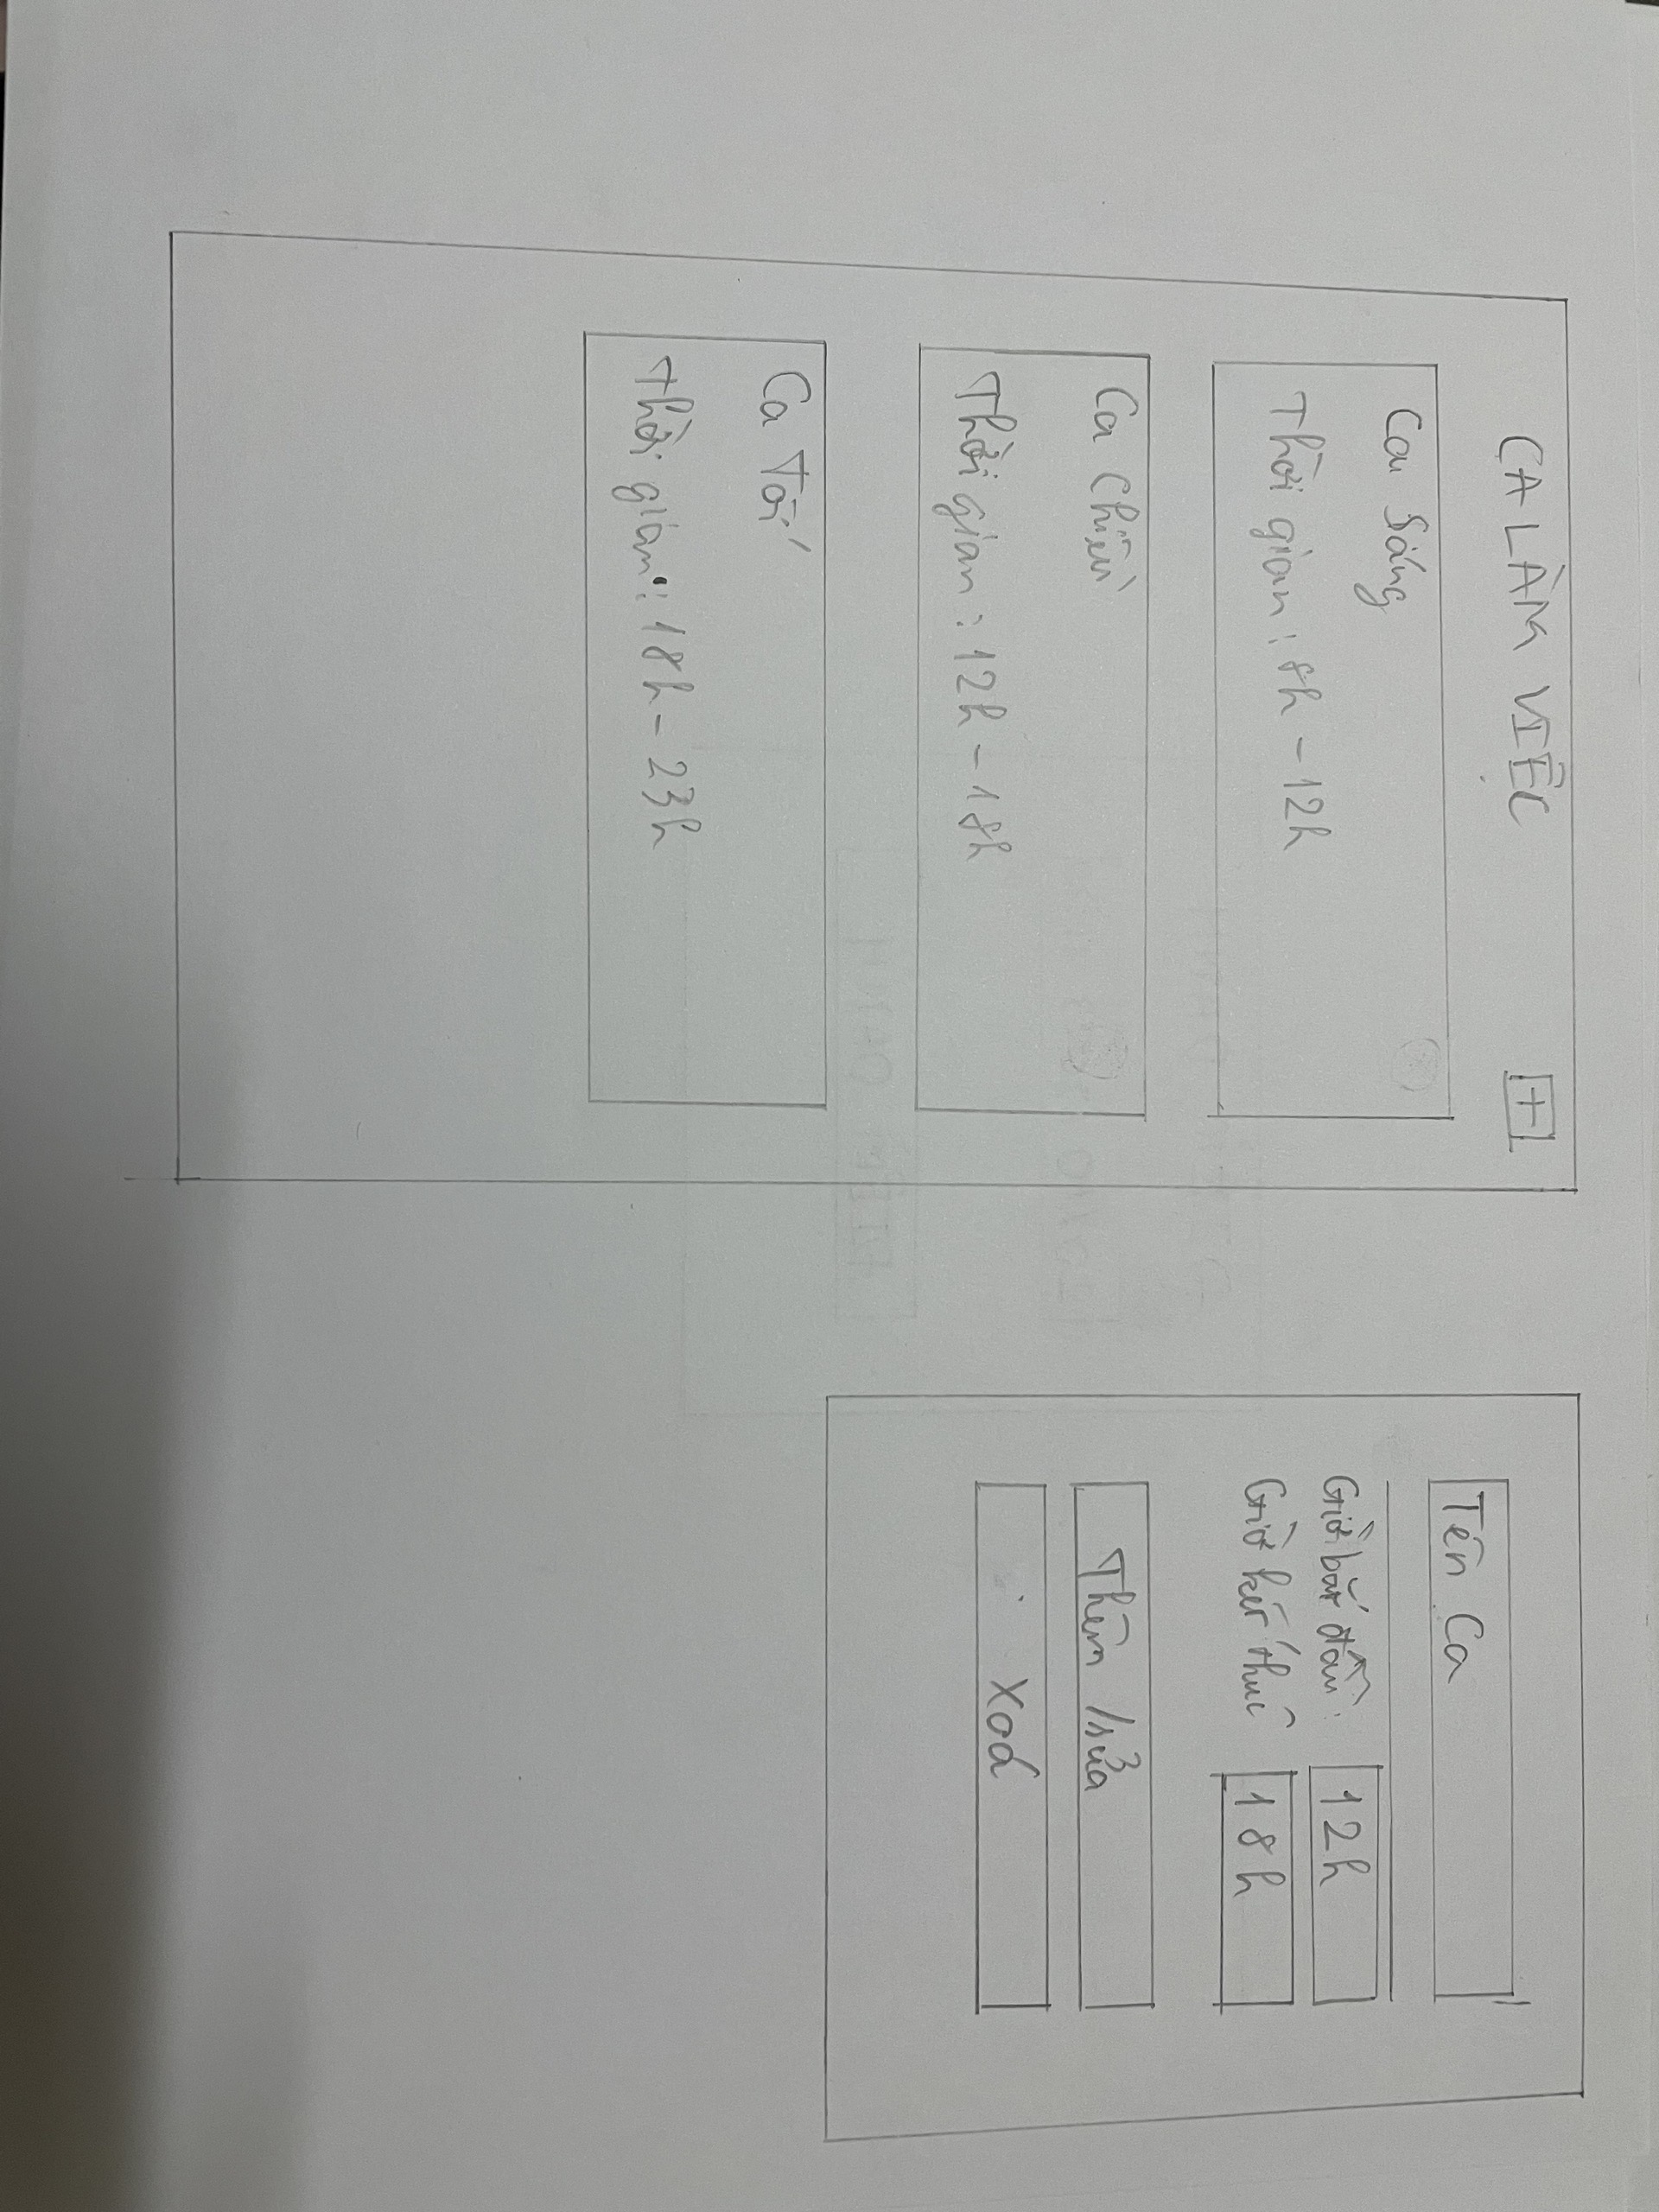 CA LÀM VIỆC +
Ca Sáng
Thời gian : 8h - 12h
Ca Chiều
Thời gian : 12h - 18h
Ca Tối
Thời gian : 18h - 23h
Tên Ca
Giờ bắt đầu : 12h
Giờ kết thúc 18h
Thêm / sửa
Xoá